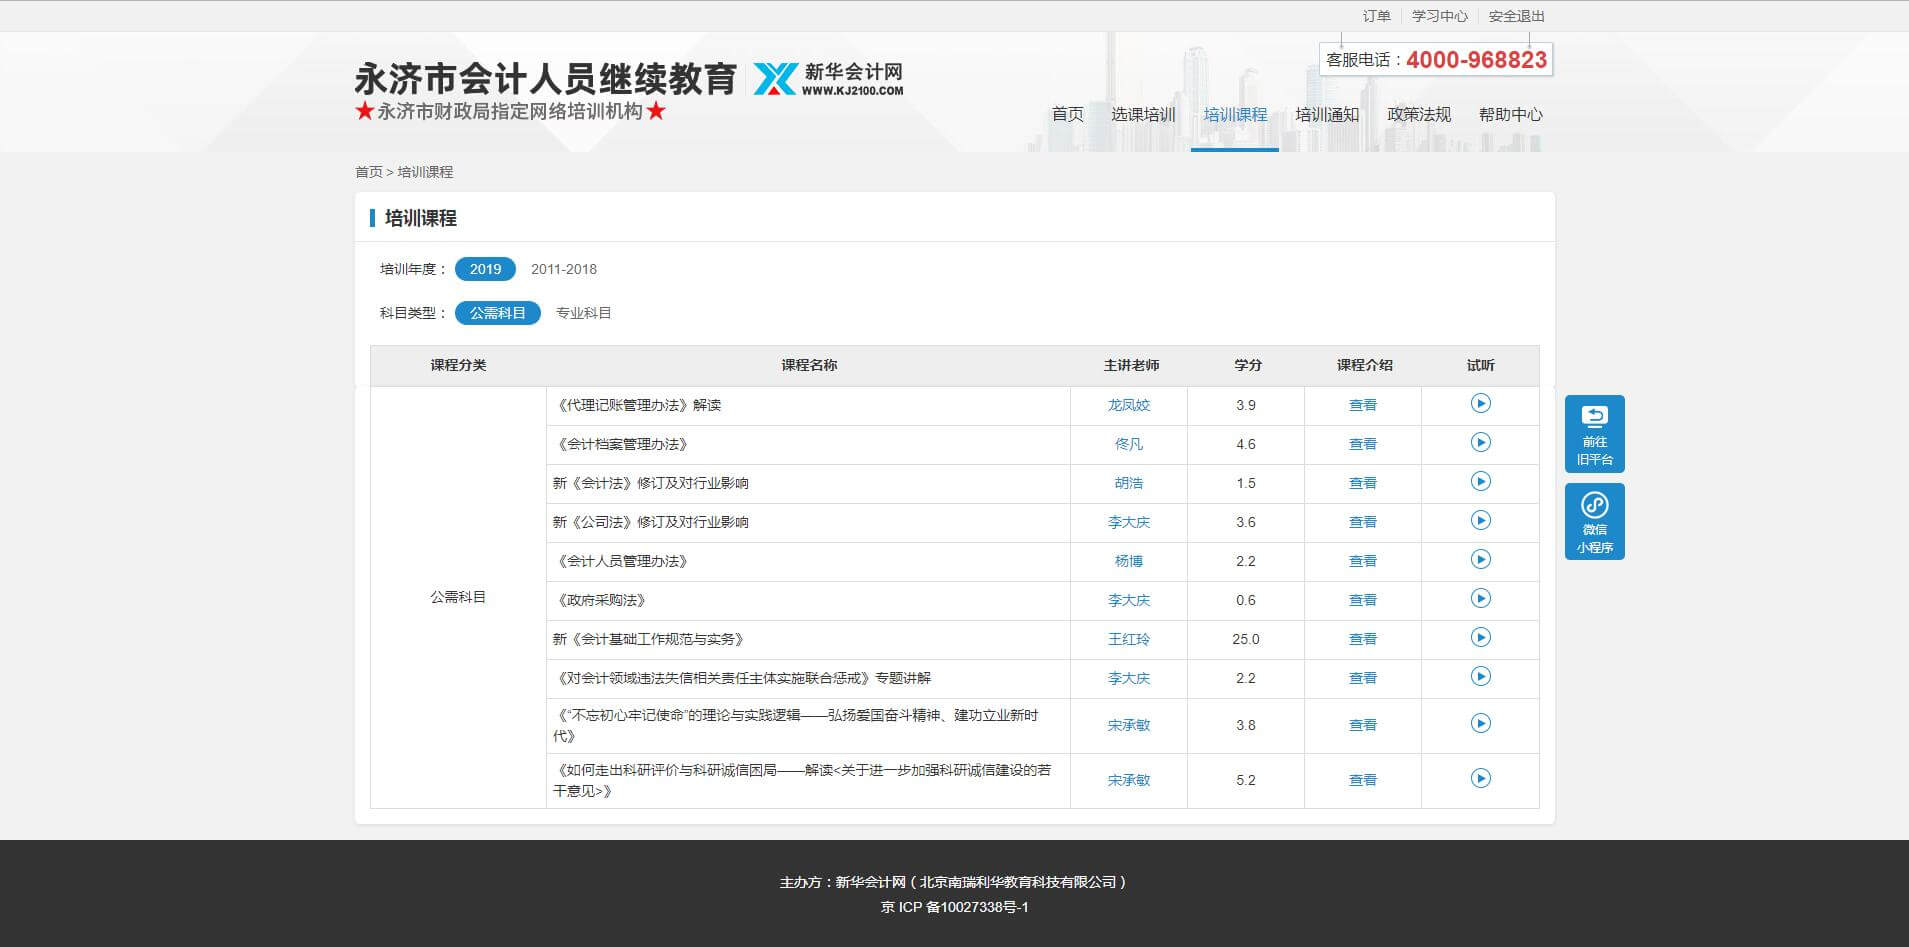 订单 学习中心 安全退出
客服电话：4000-968823
永济市会计人员继续教育 新华会计网
WWW.KJ2100.COM
★永济市财政局指定网络培训机构★
首页 选课培训 培训课程 培训通知 政策法规 帮助中心
首页 > 培训课程
培训课程
培训年度： 2019 2011-2018
科目类型： 公需科目 专业科目
课程分类 课程名称 主讲老师 学分 课程介绍 试听
《代理记账管理办法》解读 龙凤姣 3.9 查看
《会计档案管理办法》 佟凡 4.6 查看
新《会计法》修订及对行业影响 胡浩 1.5 查看
新《公司法》修订及对行业影响 李大庆 3.6 查看
《会计人员管理办法》 杨博 2.2 查看
公需科目
《政府采购法》 李大庆 0.6 查看
新《会计基础工作规范与实务》 王红玲 25.0 查看
《对会计领域违法失信相关责任主体实施联合惩戒》专题讲解 李大庆 2.2 查看
《“不忘初心牢记使命”的理论与实践逻辑——弘扬爱国奋斗精神、建功立业新时
代》
宋承敏 3.8 查看
《如何走出科研评价与科研诚信困局——解读<关于进一步加强科研诚信建设的若
干意见>》
宋承敏 5.2 查看
前往
旧平台
微信
小程序
主办方：新华会计网（北京南瑞利华教育科技有限公司）
京 ICP 备10027338号-1